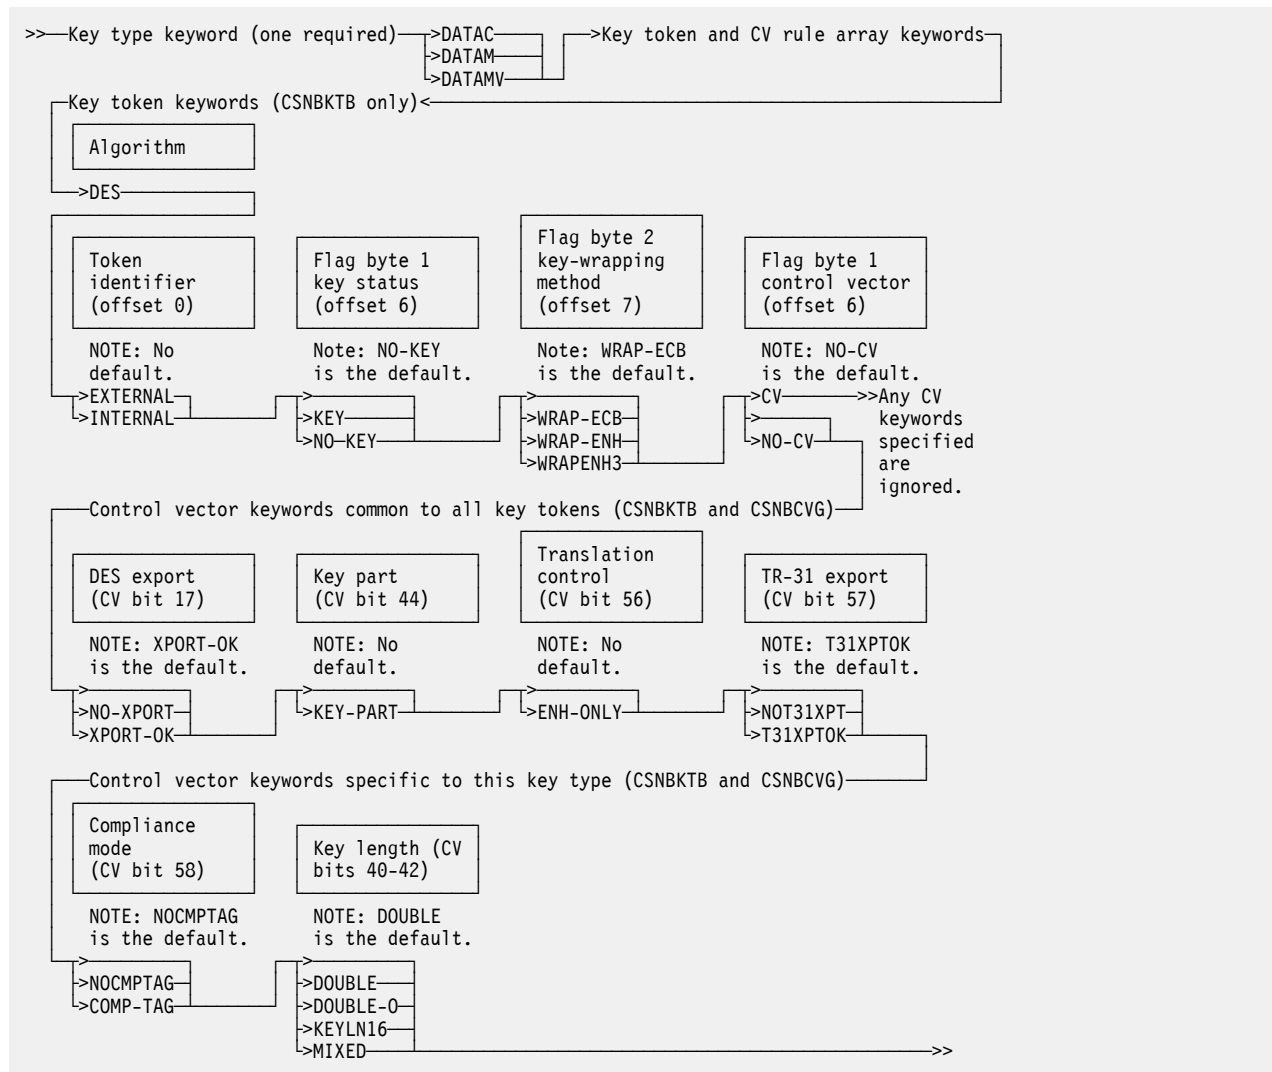 >>—Key type keyword (one required)—>DATAC—>Key token and CV rule array keywords
>DATAM
>DATAMV
Key token keywords (CSNBKTB only)<
Algorithm
>DES
Token
identifier
(offset 0)
Flag byte 1
key status
(offset 6)
Flag byte 2
key-wrapping
method
(offset 7)
Flag byte 1
control vector
(offset 6)
NOTE: No
default.
Note: NO-KEY
is the default.
Note: WRAP-ECB
is the default.
NOTE: NO-CV
is the default.
>EXTERNAL
>INTERNAL
>
>KEY
>NO-KEY
>
>WRAP-ECB
>WRAP-ENH
>WRAPENH3
>CV
>
>NO-CV
>>Any CV
keywords
specified
are
ignored.
Control vector keywords common to all key tokens (CSNBKTB and CSNBCVG)
DES export
(CV bit 17)
Key part
(CV bit 44)
Translation
control
(CV bit 56)
TR-31 export
(CV bit 57)
NOTE: XPORT-OK
is the default.
NOTE: No
default.
NOTE: No
default.
NOTE: T31XPTOK
is the default.
>
>NO-XPORT
>XPORT-OK
>
>KEY-PART
>
>ENH-ONLY
>
>NOT31XPT
>T31XPTOK
Control vector keywords specific to this key type (CSNBKTB and CSNBCVG)
Compliance
mode
(CV bit 58)
Key length (CV
bits 40-42)
NOTE: NOCMPTAG
is the default.
NOTE: DOUBLE
is the default.
>
>NOCMPTAG
>COMP-TAG
>
>DOUBLE
>DOUBLE-O
>KEYLN16
>MIXED—>>